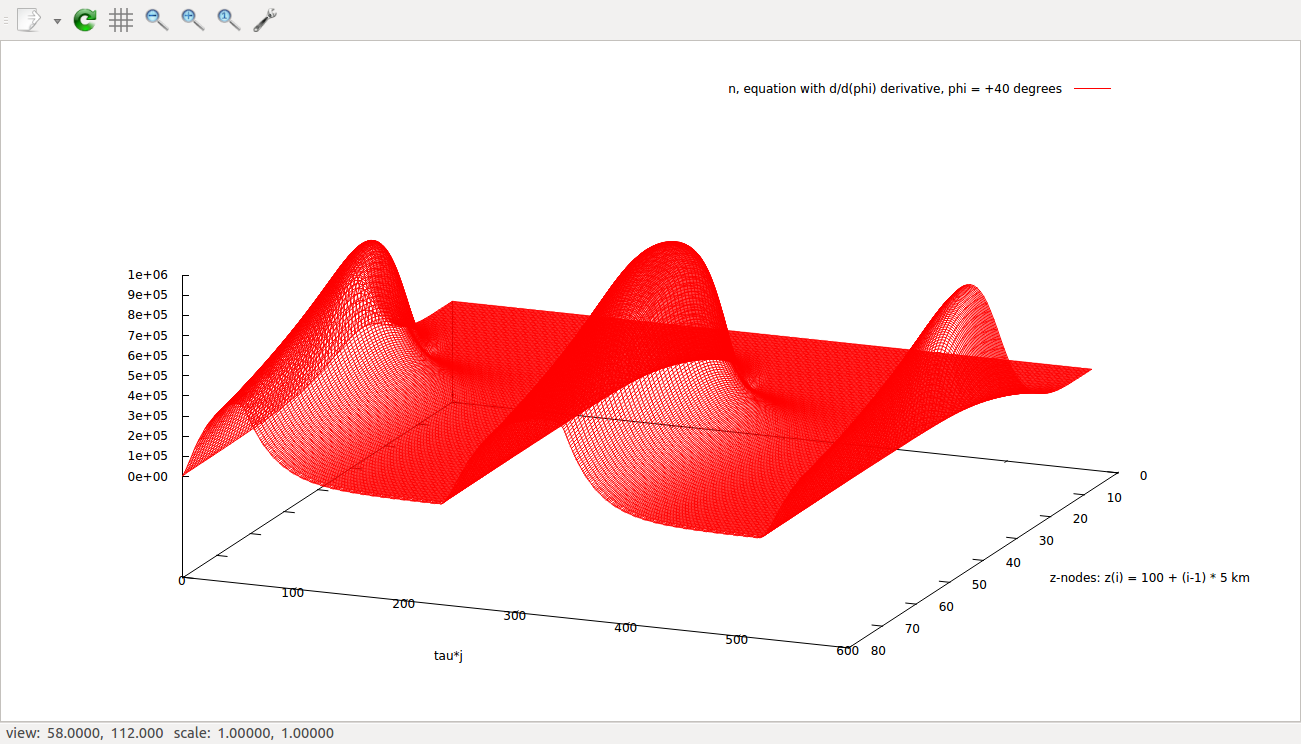 n, equation with d/d(phi) derivative, phi = +40 degrees
1e+06
9e+05
8e+05
7e+05
6e+05
5e+05
4e+05
3e+05
2e+05
1e+05
0e+00
0
100
200
300
400
500
600
tau*j
0
10
20
30
40
50
60
70
80
z-nodes: z(i) = 100 + (i-1) * 5 km
view: 58.0000, 112.000 scale: 1.00000, 1.00000